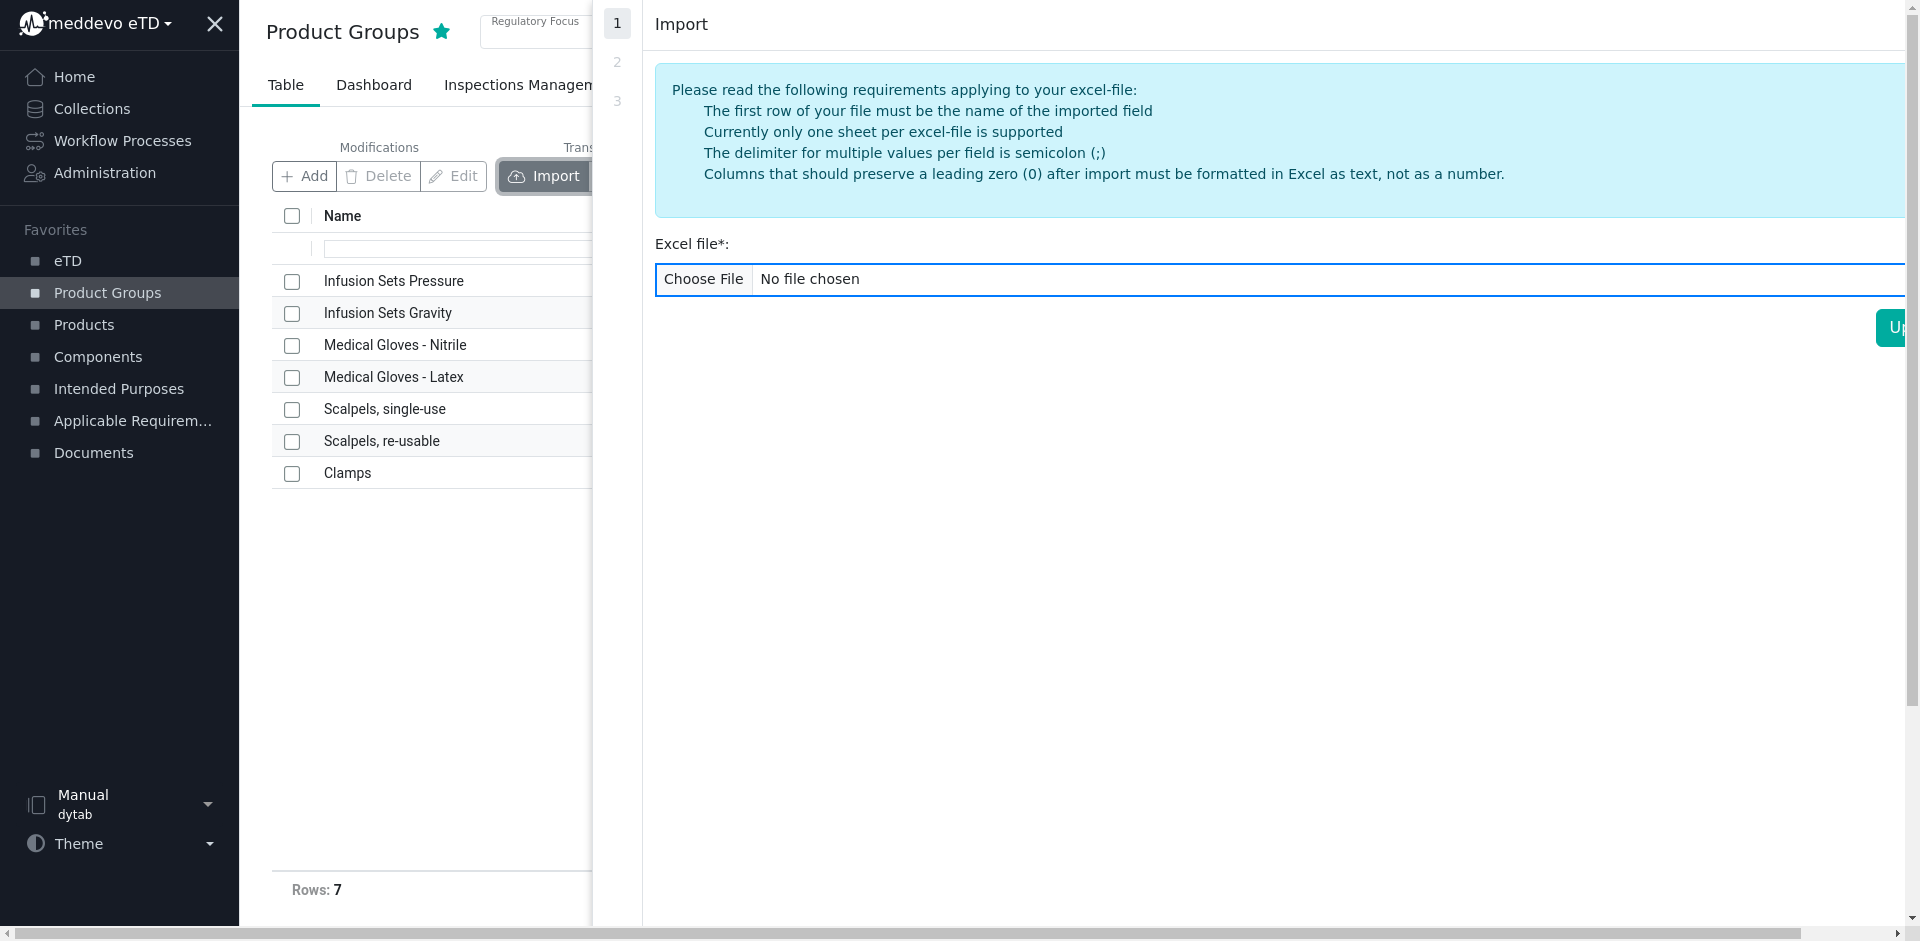 meddevo eTD
Home
Collections
Workflow Processes
Administration
Favorites
eTD
Product Groups
Products
Components
Intended Purposes
Applicable Requirem...
Documents
Manual
dytab
Theme
Product Groups
Regulatory Focus
Table
Dashboard
Inspections Managem
Modifications
Trans
Add
Delete
Edit
Import
Name
Infusion Sets Pressure
Infusion Sets Gravity
Medical Gloves - Nitrile
Medical Gloves - Latex
Scalpels, single-use
Scalpels, re-usable
Clamps
Rows: 7
1
2
3
Import
Please read the following requirements applying to your excel-file:
The first row of your file must be the name of the imported field
Currently only one sheet per excel-file is supported
The delimiter for multiple values per field is semicolon (;)
Columns that should preserve a leading zero (0) after import must be formatted in Excel as text, not as a number.
Excel file*:
Choose File No file chosen
Up